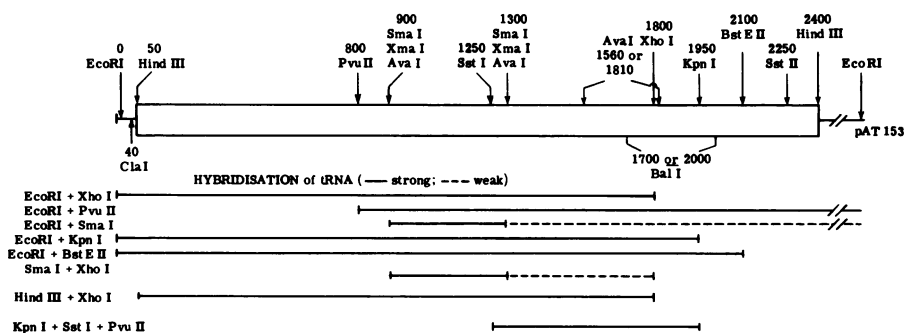 0
EcoRI
50
Hind III
800
Pvu II
900
Sma I
Xma I
Ava I
1250
Sst I
1300
Sma I
Xma I
Ava I
Ava I
1560 or
1810
1800
Xho I
1950
Kpn I
2100
Bst E II
2250
Sst II
2400
Hind III
Eco RI
pAT 153
40
Cla I
1700 or 2000
Bal I
HYBRIDISATION of tRNA ( — strong; --- weak)
EcoRI + Xho I
EcoRI + Pvu II
EcoRI + Sma I
EcoRI + Kpn I
EcoRI + Bst E II
Sma I + Xho I
Hind III + Xho I
Kpn I + Sst I + Pvu II